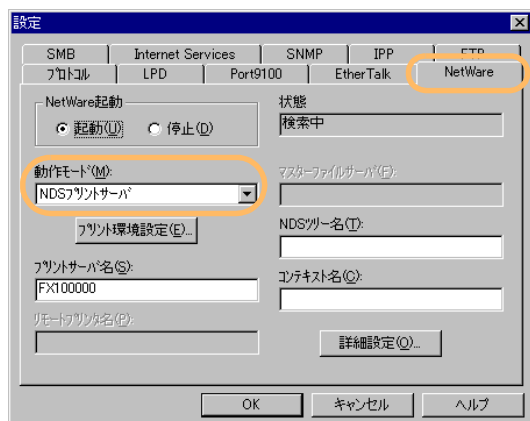 設定
SMB Internet Services SNMP IPP FTP
プロトコル LPD Port9100 EtherTalk NetWare
NetWare起動
起動(U) 停止(D)
状態
検索中
動作モード(M):
NDSプリントサーバ
プリント環境設定(E)...
プリントサーバ名(S):
FX100000
リモートプリンタ名(P):
マスターファイルサーバ(F):
NDSツリー名(T):
コンテキスト名(C):
詳細設定(O)...
OK キャンセル ヘルプ